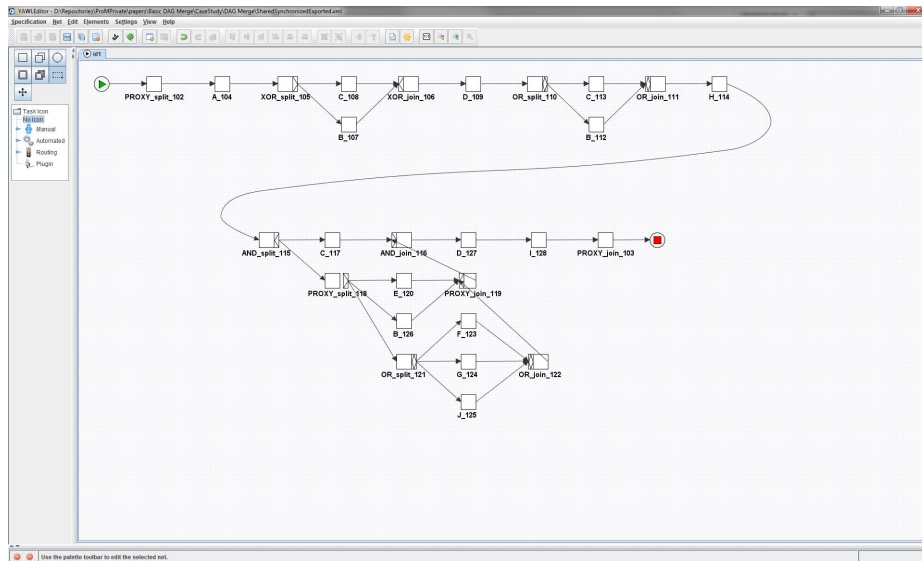 YAWLEditor - D:\Repositories\ProMPrivate\papers\Basic DAG Merge\CaseStudy\DAG Merge\SharedSynchronizedExported.xml
Specification Net Edit Elements Settings View Help
id1
Task Icon
No Icon
Manual
Automated
Routing
Plugin
PROXY_split_102 A_104 XOR_split_105 C_108 XOR_join_106 D_109 OR_split_110 C_113 OR_join_111 H_114
B_107 B_112
AND_split_115 C_117 AND_join_116 D_127 I_128 PROXY_join_103
PROXY_split_118 E_120 PROXY_join_119
B_126 F_123
OR_split_121 G_124 OR_join_122
J_125
Use the palette toolbar to edit the selected net.